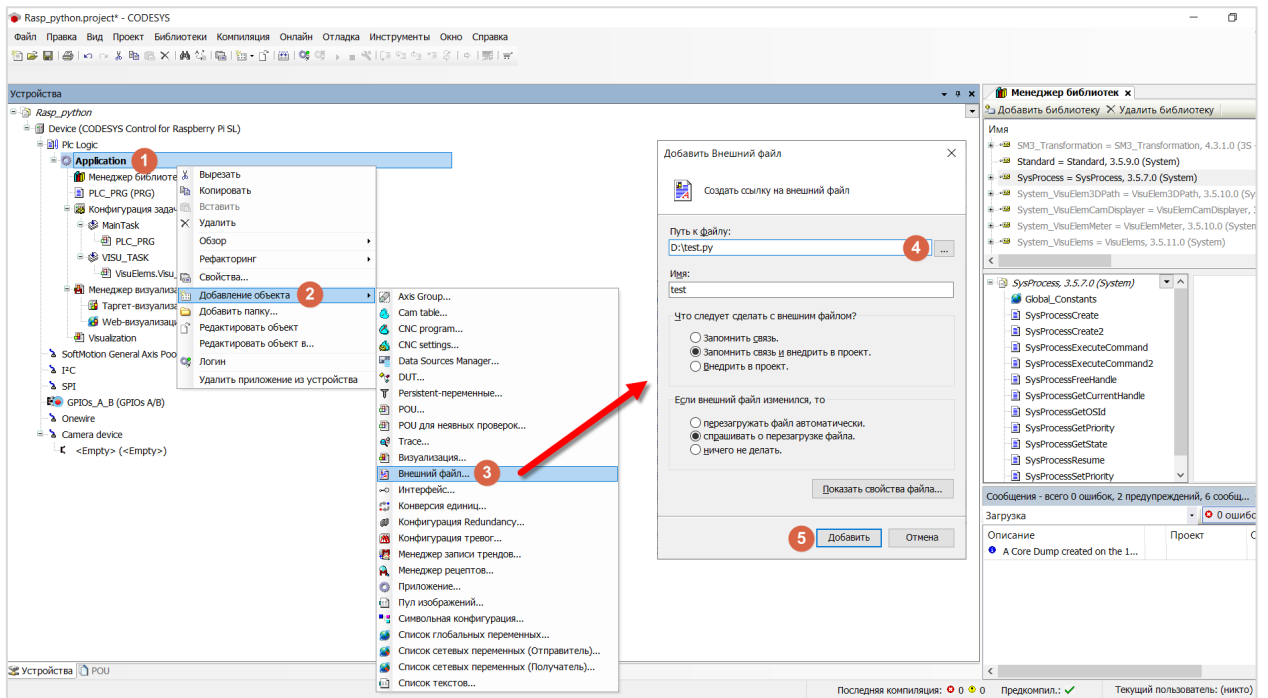 Rasp_python.project* - CODESYS
Файл Правка Вид Проект Библиотеки Компиляция Онлайн Отладка Инструменты Окно Справка
Устройства
Rasp_python
Device (CODESYS Control for Raspberry Pi SL)
Plc Logic
Application
1
Менеджер библиоте
PLC_PRG (PRG)
Конфигурация задач
MainTask
PLC_PRG
VISU_TASK
VisuElems.Visu_
Менеджер визуализа
Таргет-визуализа
Web-визуализаци
Visualization
SoftMotion General Axis Poo
I²C
SPI
GPIOs_A_B (GPIOs A/B)
Onewire
Camera device
<Empty> (<Empty>)
Устройства
POU
Вырезать
Копировать
Вставить
Удалить
Обзор
Рефакторинг
Свойства...
Добавление объекта
2
Добавить папку...
Редактировать объект
Редактировать объект в...
Логин
Удалить приложение из устройства
Axis Group...
Cam table...
CNC program...
CNC settings...
Data Sources Manager...
DUT...
Persistent-переменные...
POU...
POU для неявных проверок...
Trace...
Визуализация...
Внешний файл...
3
Интерфейс...
Конверсия единиц...
Конфигурация Redundancy...
Конфигурация тревог...
Менеджер записи трендов...
Менеджер рецептов...
Приложение...
Пул изображений...
Символьная конфигурация...
Список глобальных переменных...
Список сетевых переменных (Отправитель)...
Список сетевых переменных (Получатель)...
Список текстов...
Добавить Внешний файл
Создать ссылку на внешний файл
Путь к файлу:
D:\test.py
4
...
Имя:
test
Что следует сделать с внешним файлом?
Запомнить связь.
Запомнить связь и внедрить в проект.
Внедрить в проект.
Если внешний файл изменился, то
перезагружать файл автоматически.
спрашивать о перезагрузке файла.
ничего не делать.
Показать свойства файла...
5
Добавить
Отмена
Менеджер библиотек
Добавить библиотеку
Удалить библиотеку
Имя
SM3_Transformation = SM3_Transformation, 4.3.1.0 (3S
Standard = Standard, 3.5.9.0 (System)
SysProcess = SysProcess, 3.5.7.0 (System)
System_VisuElem3DPath = VisuElem3DPath, 3.5.10.0 (Sy
System_VisuElemCamDisplayer = VisuElemCamDisplayer,
System_VisuElemMeter = VisuElemMeter, 3.5.10.0 (System
System_VisuElems = VisuElems, 3.5.11.0 (System)
SysProcess, 3.5.7.0 (System)
Global_Constants
SysProcessCreate
SysProcessCreate2
SysProcessExecuteCommand
SysProcessExecuteCommand2
SysProcessFreeHandle
SysProcessGetCurrentHandle
SysProcessGetOSId
SysProcessGetPriority
SysProcessGetState
SysProcessResume
SysProcessSetPriority
Сообщения - всего 0 ошибок, 2 предупреждений, 6 сообщ...
Загрузка
0 ошибо
Описание
Проект
A Core Dump created on the 1...
Последняя компиляция: 0 0
Предкомпил.:
Текущий пользователь: (никто)